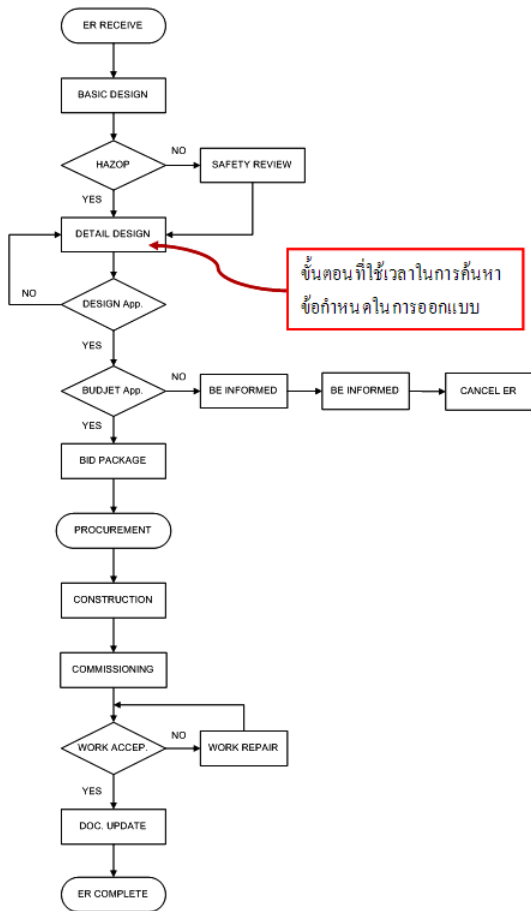 ER RECEIVE
BASIC DESIGN
HAZOP
NO
SAFETY REVIEW
YES
DETAIL DESIGN
ขั้นตอนที่ใช้เวลาในการค้นหา
ข้อกำหนดในการออกแบบ
NO
DESIGN App.
YES
BUDJET App.
NO
BE INFORMED
BE INFORMED
CANCEL ER
YES
BID PACKAGE
PROCUREMENT
CONSTRUCTION
COMMISSIONING
WORK ACCEP.
NO
WORK REPAIR
YES
DOC. UPDATE
ER COMPLETE